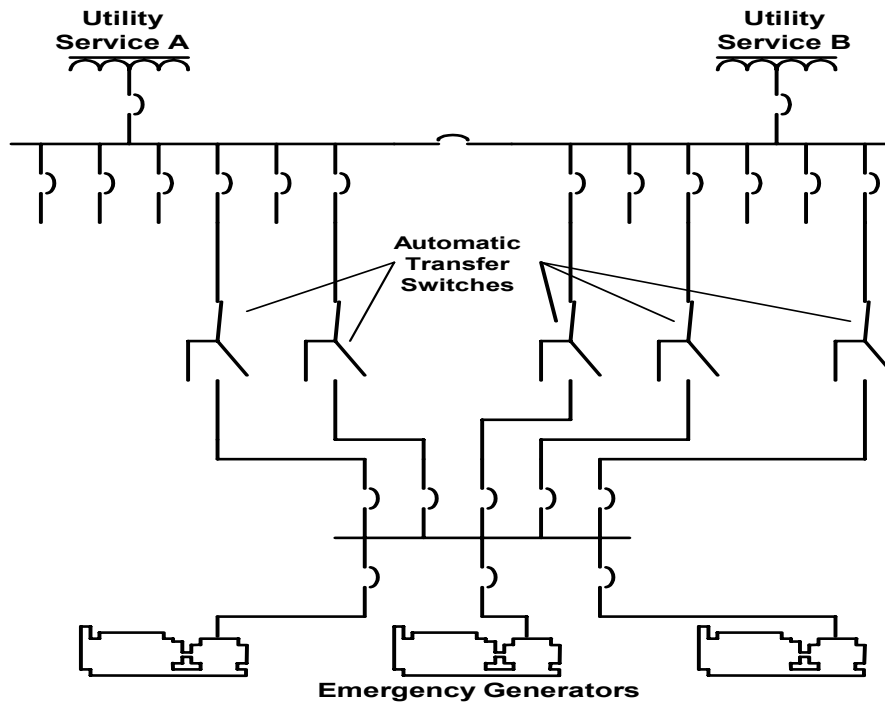 Utility
Service A
Utility
Service B
Automatic
Transfer
Switches
Emergency Generators